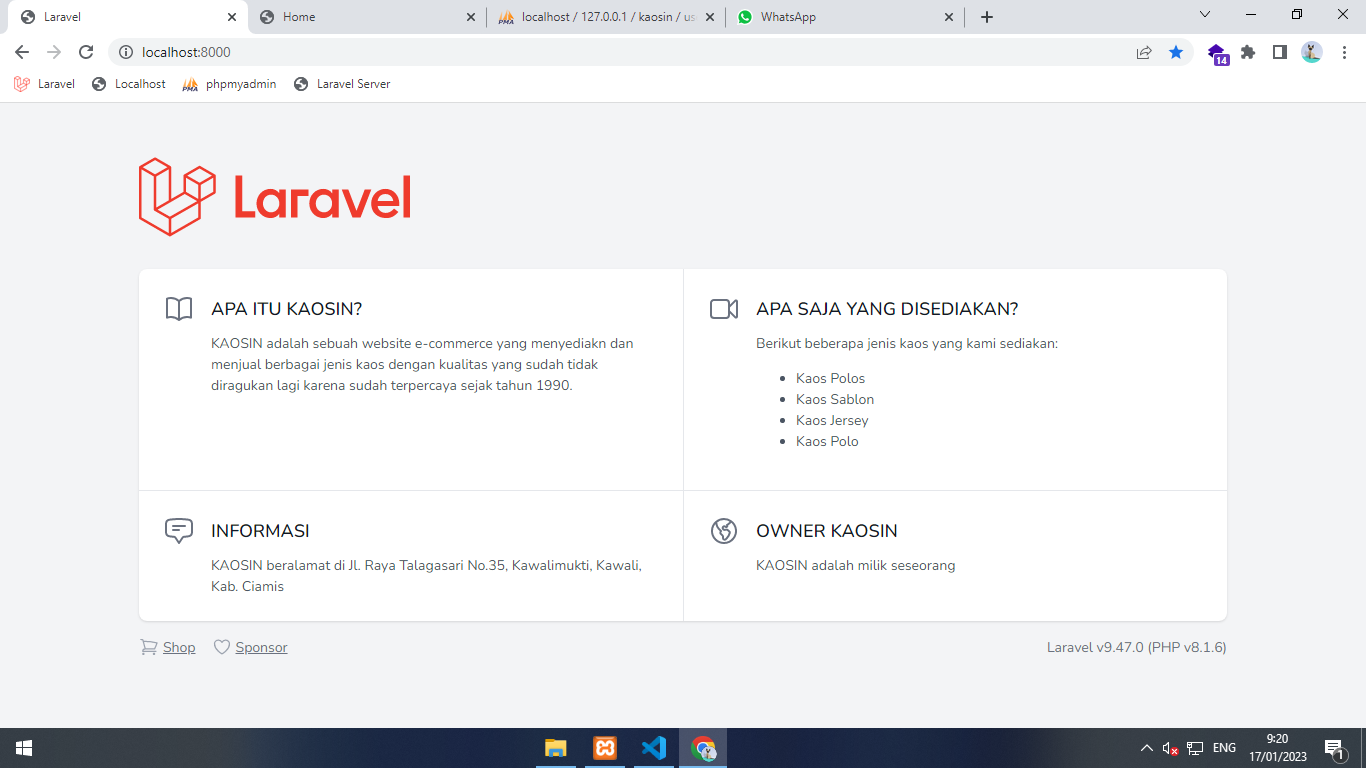 Laravel
Home
localhost / 127.0.0.1 / kaosin / us
WhatsApp
localhost:8000
14
Laravel
Localhost
PMA phpmyadmin
Laravel Server
Laravel
APA ITU KAOSIN?
KAOSIN adalah sebuah website e-commerce yang menyediakn dan
menjual berbagai jenis kaos dengan kualitas yang sudah tidak
diragukan lagi karena sudah terpercaya sejak tahun 1990.
APA SAJA YANG DISEDIAKAN?
Berikut beberapa jenis kaos yang kami sediakan:
Kaos Polos
Kaos Sablon
Kaos Jersey
Kaos Polo
INFORMASI
KAOSIN beralamat di Jl. Raya Talagasari No.35, Kawalimukti, Kawali,
Kab. Ciamis
OWNER KAOSIN
KAOSIN adalah milik seseorang
Shop
Sponsor
Laravel v9.47.0 (PHP v8.1.6)
ENG
9:20
17/01/2023
1